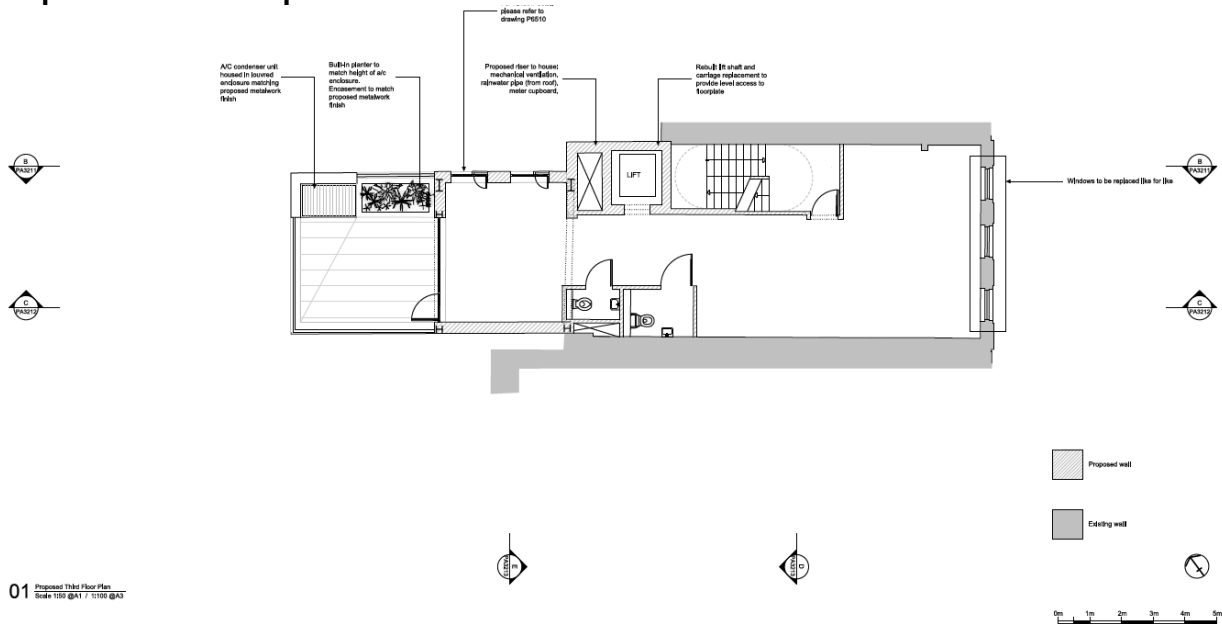 please refer to
drawing P6510
A/C condenser unit
housed in louvred
enclosure matching
proposed metalwork
finish
Built-in planter to
match height of a/c
enclosure.
Encasement to match
proposed metalwork
finish
Proposed riser to house:
mechanical ventilation,
rainwater pipe (from roof),
meter cupboard,
Rebuilt lift shaft and
carriage replacement to
provide level access to
floorplate
B
PA3211
B
PA3211
LIFT
Windows to be replaced like for like
C
PA3212
C
PA3212
Proposed wall
Existing wall
E
PA3213
D
PA3213
01 Proposed Third Floor Plan
Scale 1:50 @A1 / 1:100 @A3
0m 1m 2m 3m 4m 5m